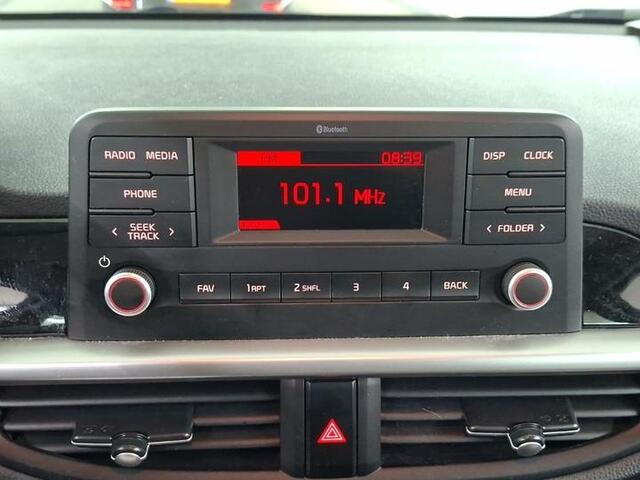 Bluetooth
RADIO MEDIA
FM 08:39
DISP CLOCK
PHONE
101.1 MHz
MENU
< SEEK TRACK >
< FOLDER >
FAV 1 RPT 2 SHFL 3 4 BACK